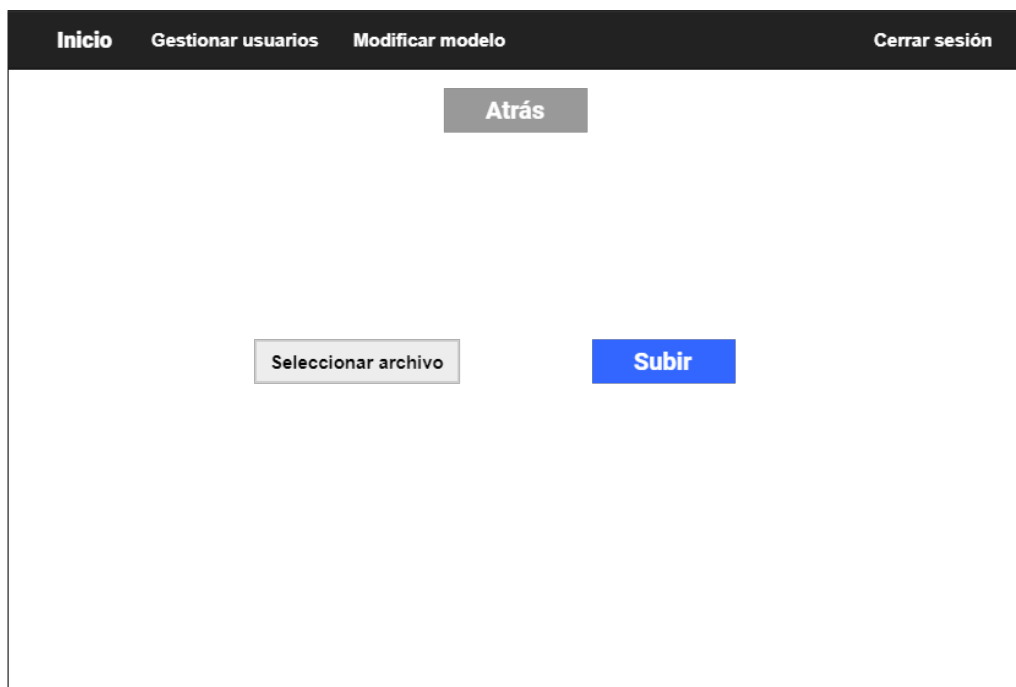 Inicio Gestionar usuarios Modificar modelo Cerrar sesión
Atrás
Seleccionar archivo Subir